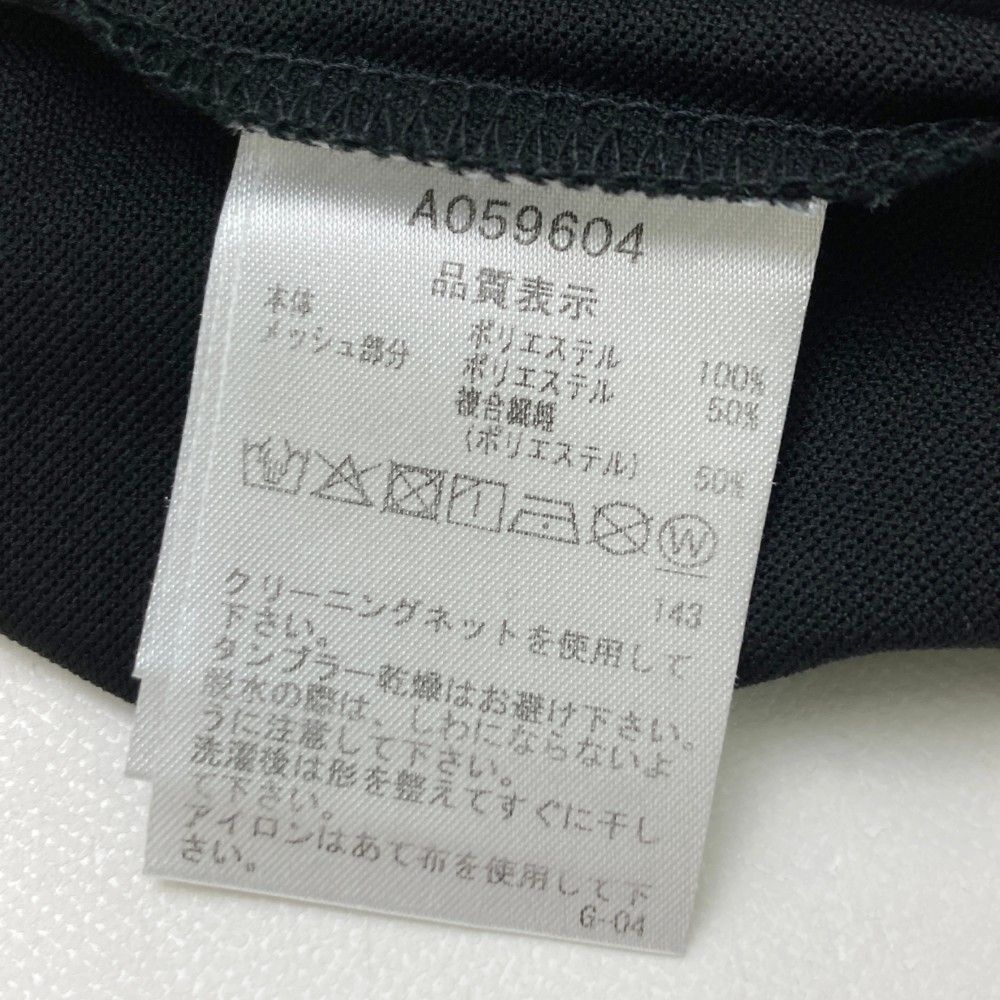 A059604
品質表示
本体 ポリエステル 100%
メッシュ部分 ポリエステル 50%
複合繊維
(ポリエステル) 50%
W
143
クリーニングネットを使用して
下さい。
タンブラー乾燥はお避け下さい。
脱水の際は、しわにならないよ
うに注意して下さい。
洗濯後は形を整えてすぐに干し
て下さい。
アイロンはあて布を使用して下
さい。
G-04